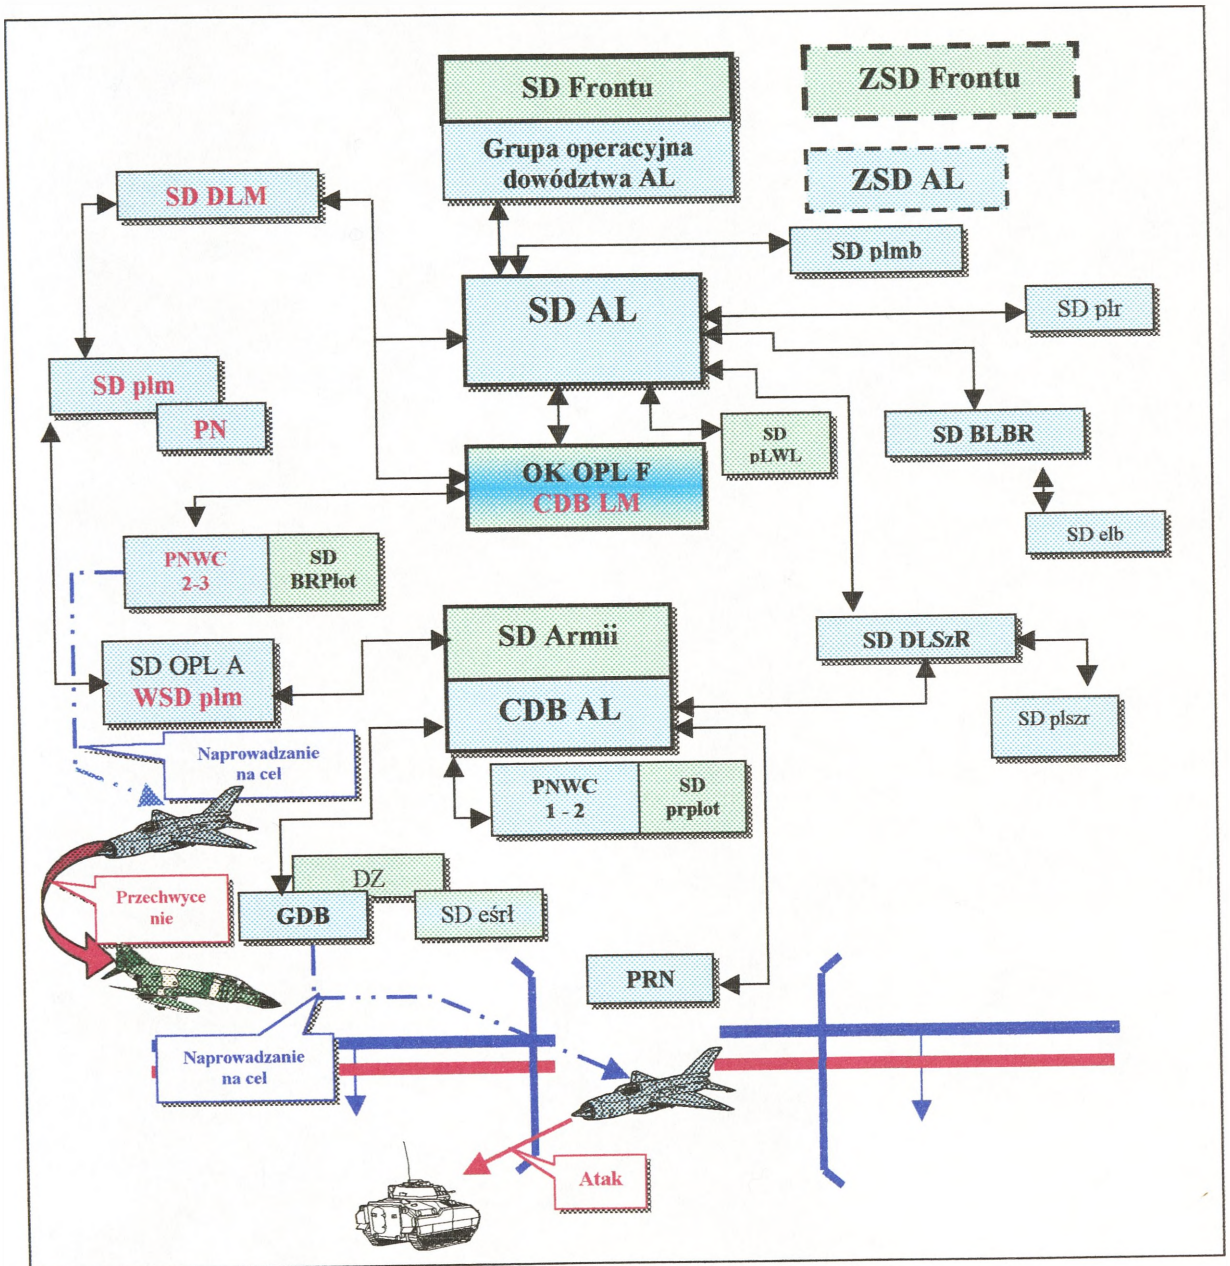 SD Frontu
ZSD Frontu
Grupa operacyjna
dowództwa AL
ZSD AL
SD DLM
SD plmb
SD AL
SD plr
SD plm
PN
SD
pLWL
SD BLBR
OK OPL F
CDB LM
SD elb
PNWC
2-3
SD
BRPlot
SD Armii
SD DLSzR
SD OPL A
WSD plm
CDB AL
SD plszr
Naprowadzanie
na cel
PNWC
1 - 2
SD
prplot
Przechwyce
nie
DZ
GDB
SD eśrł
PRN
Naprowadzanie
na cel
Atak